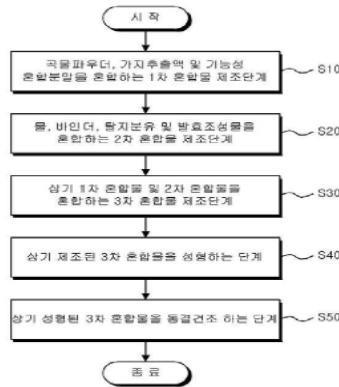 시 작
곡물파우더, 가지추출액 및 기능성
혼합분말을 혼합하는 1차 혼합물 제조단계
S10
물, 바인더, 탈지분유 및 발효조성물을
혼합하는 2차 혼합물 제조단계
S20
상기 1차 혼합물 및 2차 혼합물을
혼합하는 3차 혼합물 제조단계
S30
상기 제조된 3차 혼합물을 성형하는 단계
S40
상기 성형된 3차 혼합물을 동결건조 하는 단계
S50
종 료